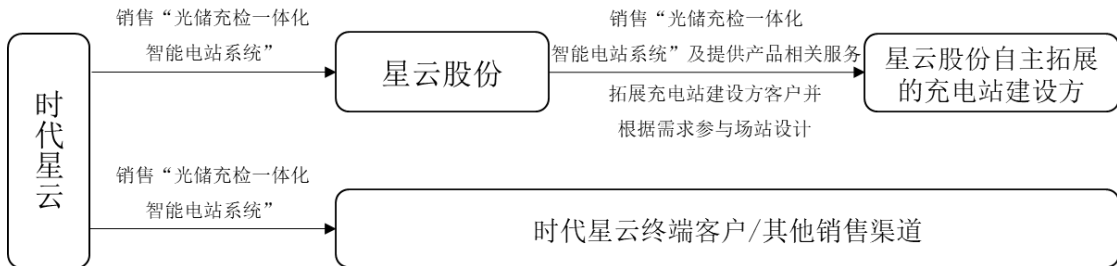 时代星云
销售“光储充检一体化
智能电站系统”
星云股份
销售“光储充检一体化
智能电站系统”及提供产品相关服务
拓展充电站建设方客户并
根据需求参与场站设计
星云股份自主拓展
的充电站建设方
销售“光储充检一体化
智能电站系统”
时代星云终端客户/其他销售渠道